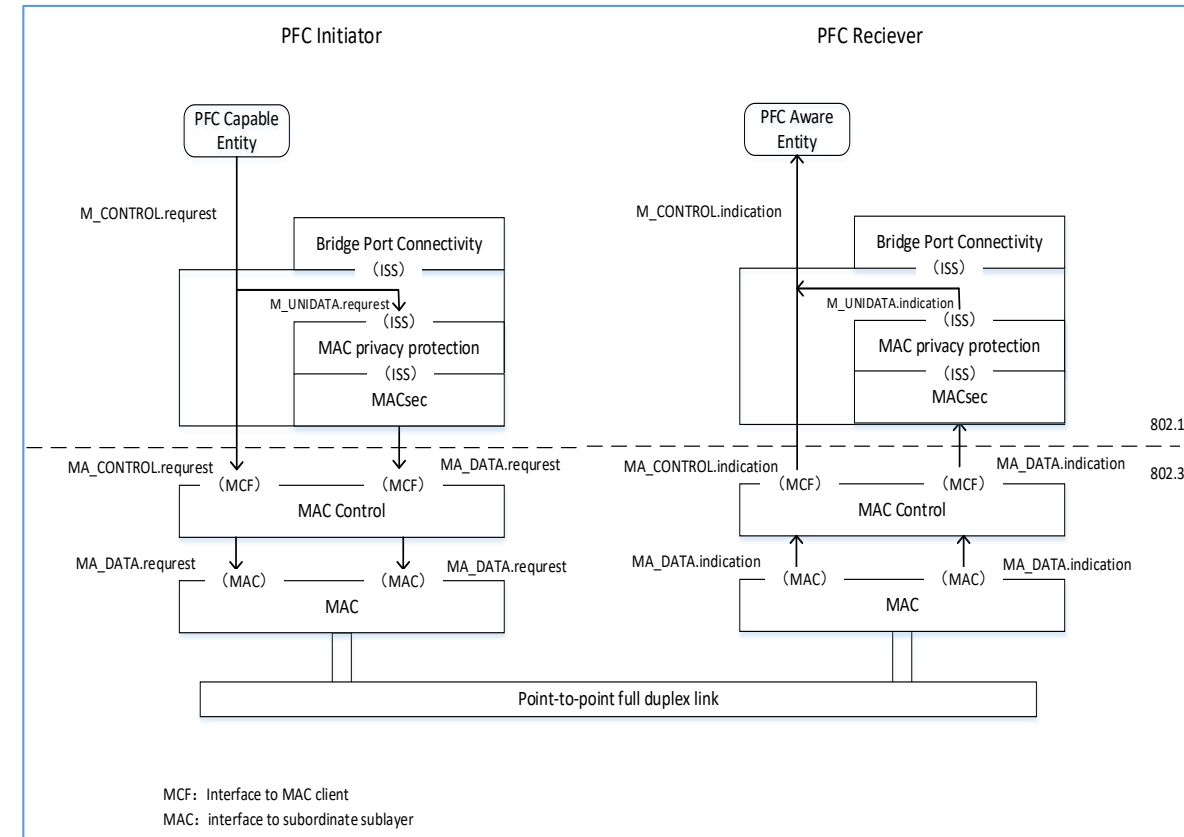 PFC Initiator
PFC Reciever
PFC Capable
Entity
PFC Aware
Entity
M_CONTROL.requrest
M_CONTROL.indication
Bridge Port Connectivity
(ISS)
Bridge Port Connectivity
(ISS)
M_UNIDATA.requrest
(ISS)
M_UNIDATA.indication
(ISS)
MAC privacy protection
(ISS)
MACsec
MAC privacy protection
(ISS)
MACsec
802.1
MA_CONTROL.requrest
MA_DATA.requrest
MA_CONTROL.indication
MA_DATA.indication
802.3
(MCF)
(MCF)
MAC Control
(MCF)
(MCF)
MAC Control
MA_DATA.requrest
MA_DATA.requrest
MA_DATA.indication
MA_DATA.indication
(MAC)
(MAC)
MAC
(MAC)
(MAC)
MAC
Point-to-point full duplex link
MCF: Interface to MAC client
MAC: interface to subordinate sublayer